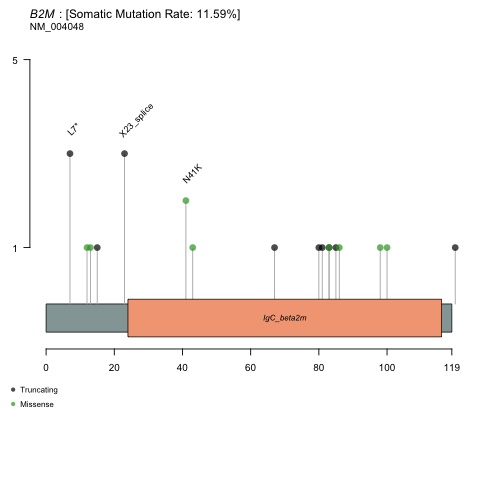 B2M : [Somatic Mutation Rate: 11.59%]
NM_004048
5
L7*
X23_splice
N41K
1
IgC_beta2m
0 20 40 60 80 100 119
Truncating
Missense